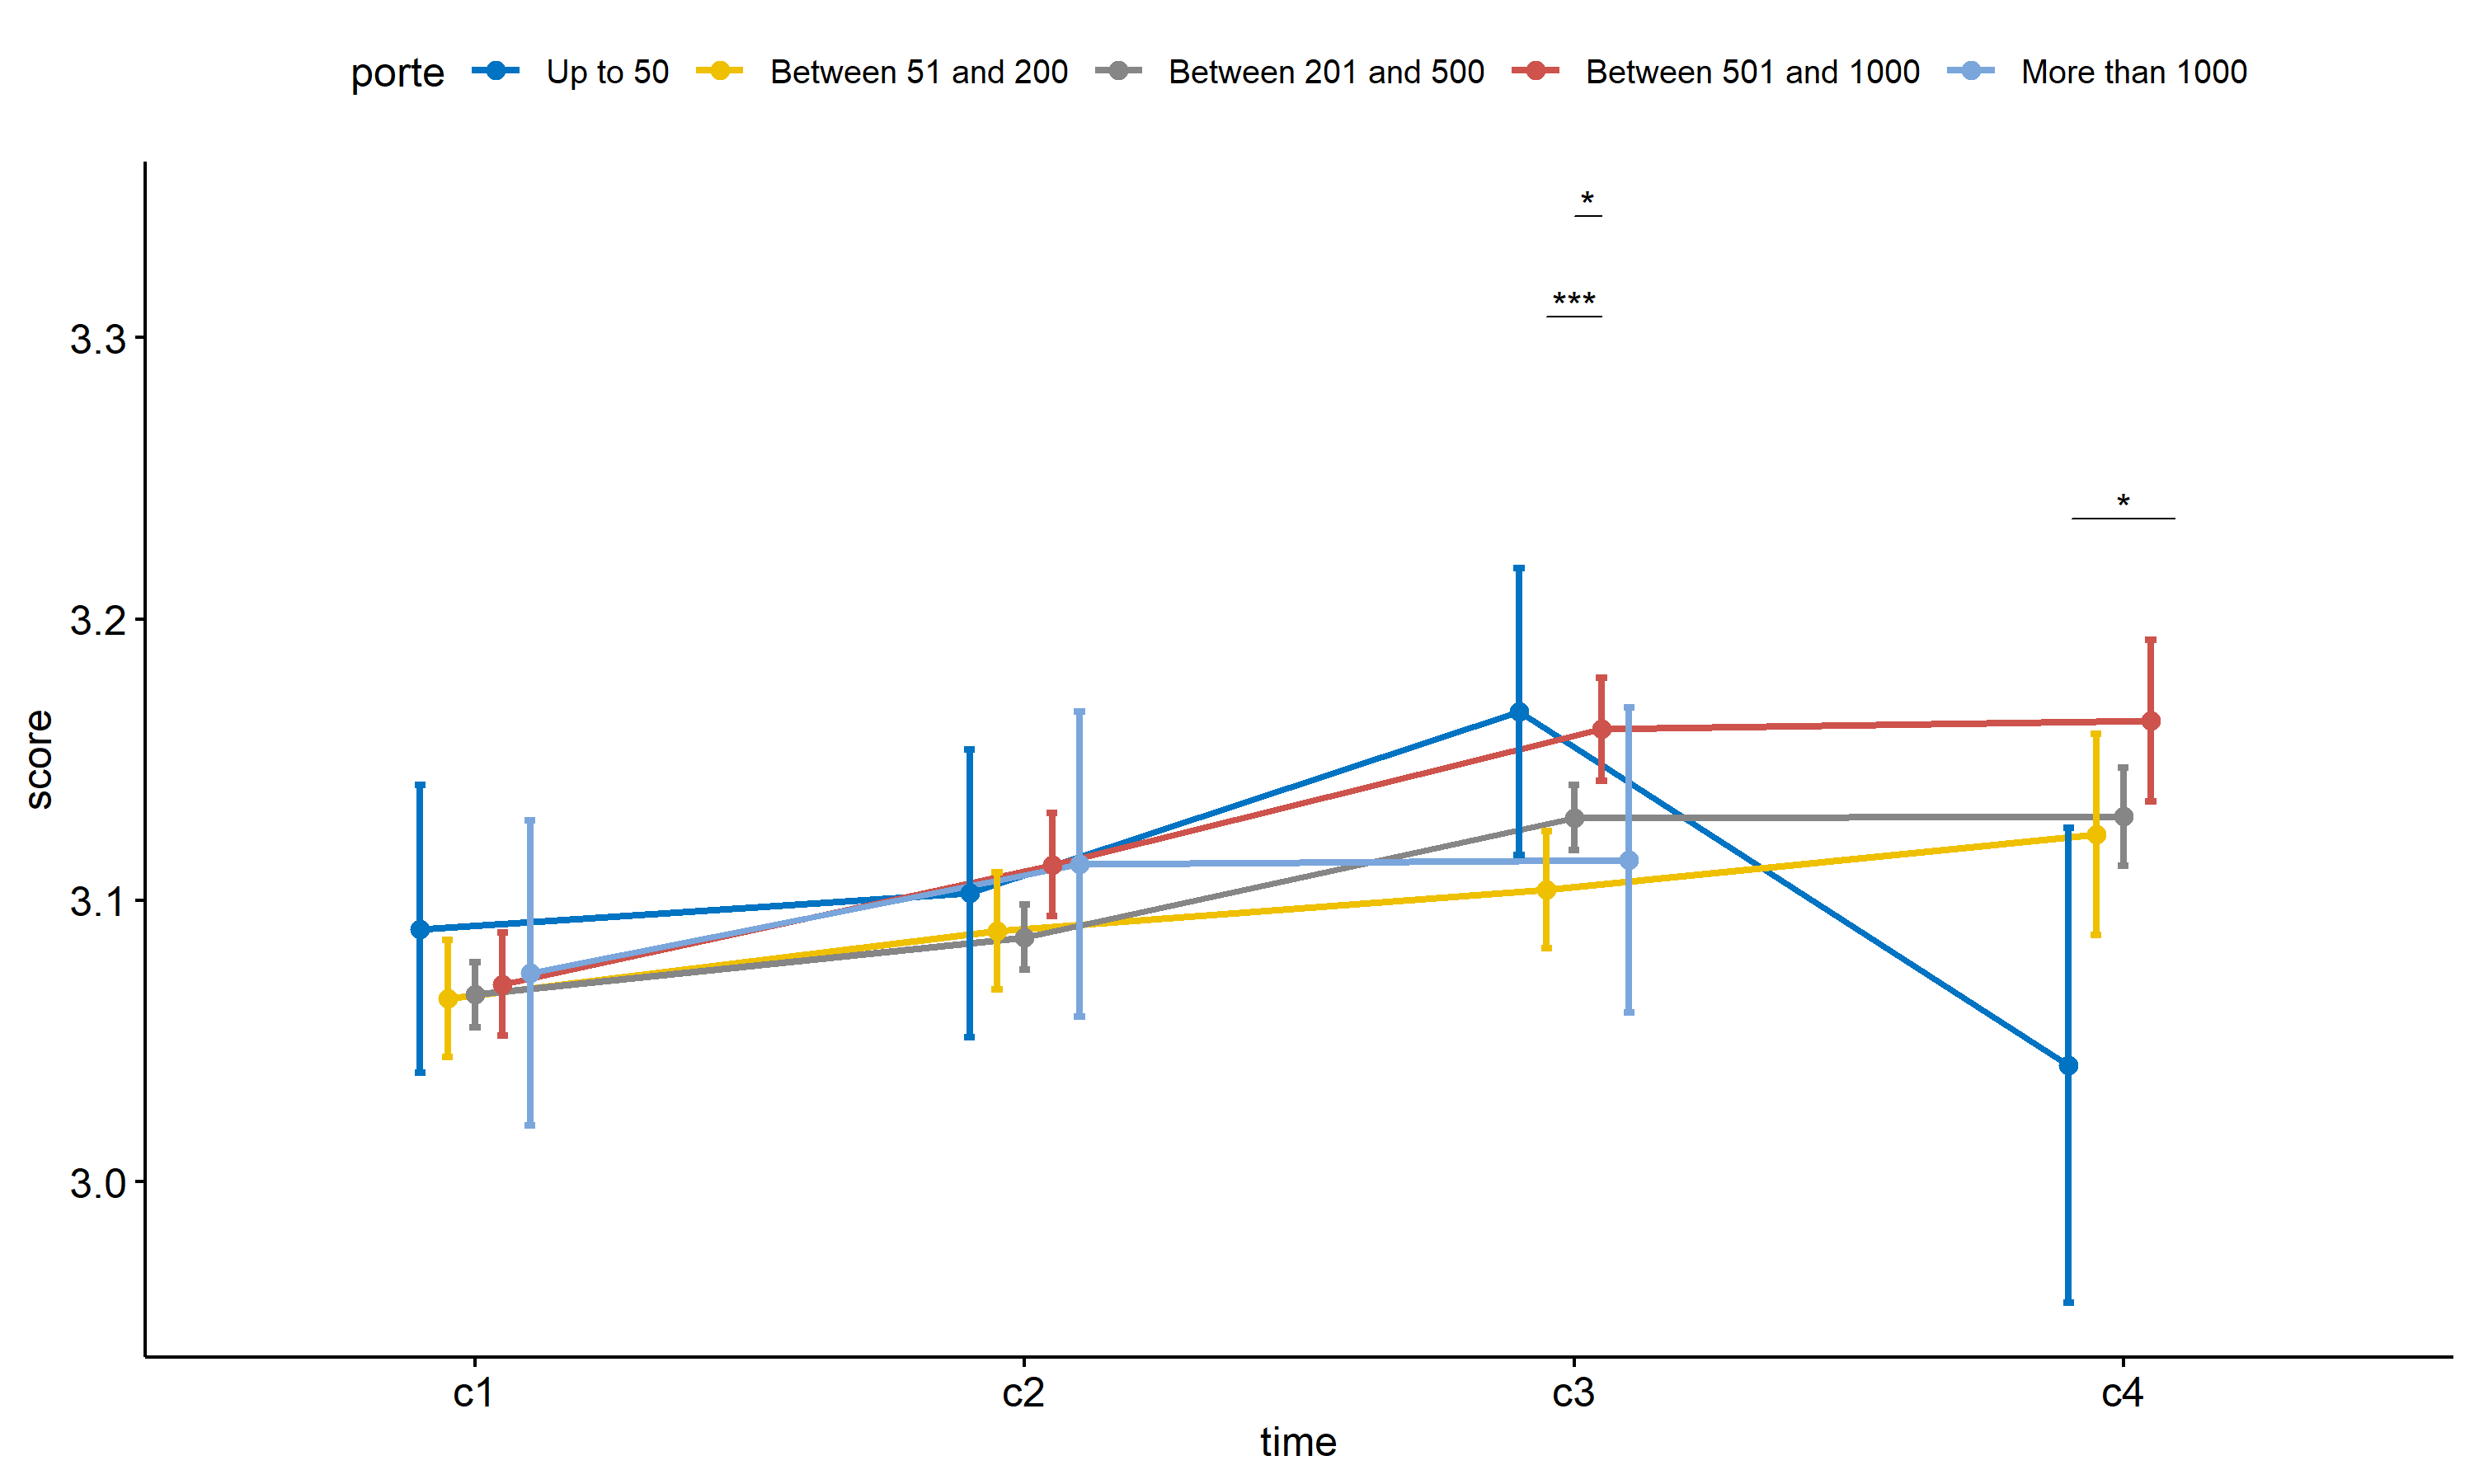 porte Up to 50 Between 51 and 200 Between 201 and 500 Between 501 and 1000 More than 1000
*
***
3.3
*
3.2
score
3.1
3.0
c1 c2 c3 c4
time